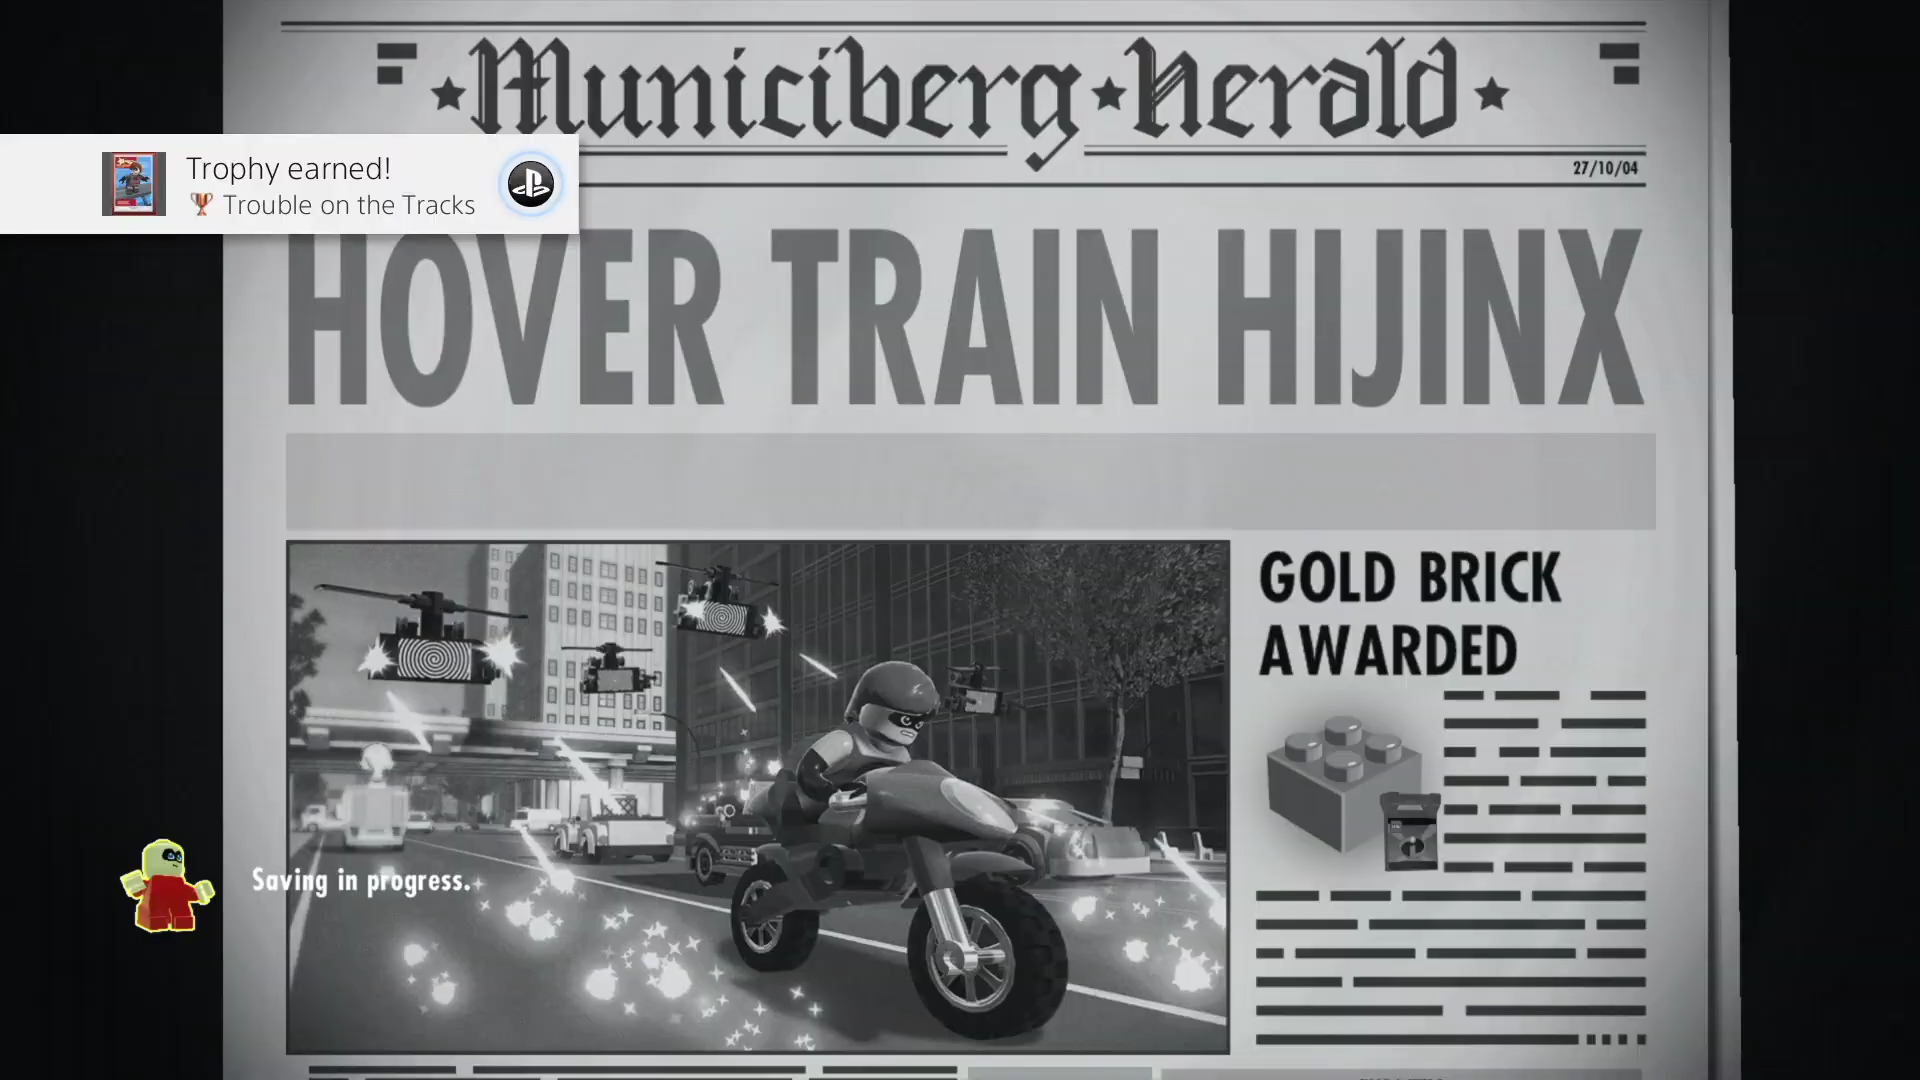 Municiberg Herald
27/10/04
Trophy earned!
Trouble on the Tracks
HOVER TRAIN HIJINX
GOLD BRICK
AWARDED
Saving in progress.